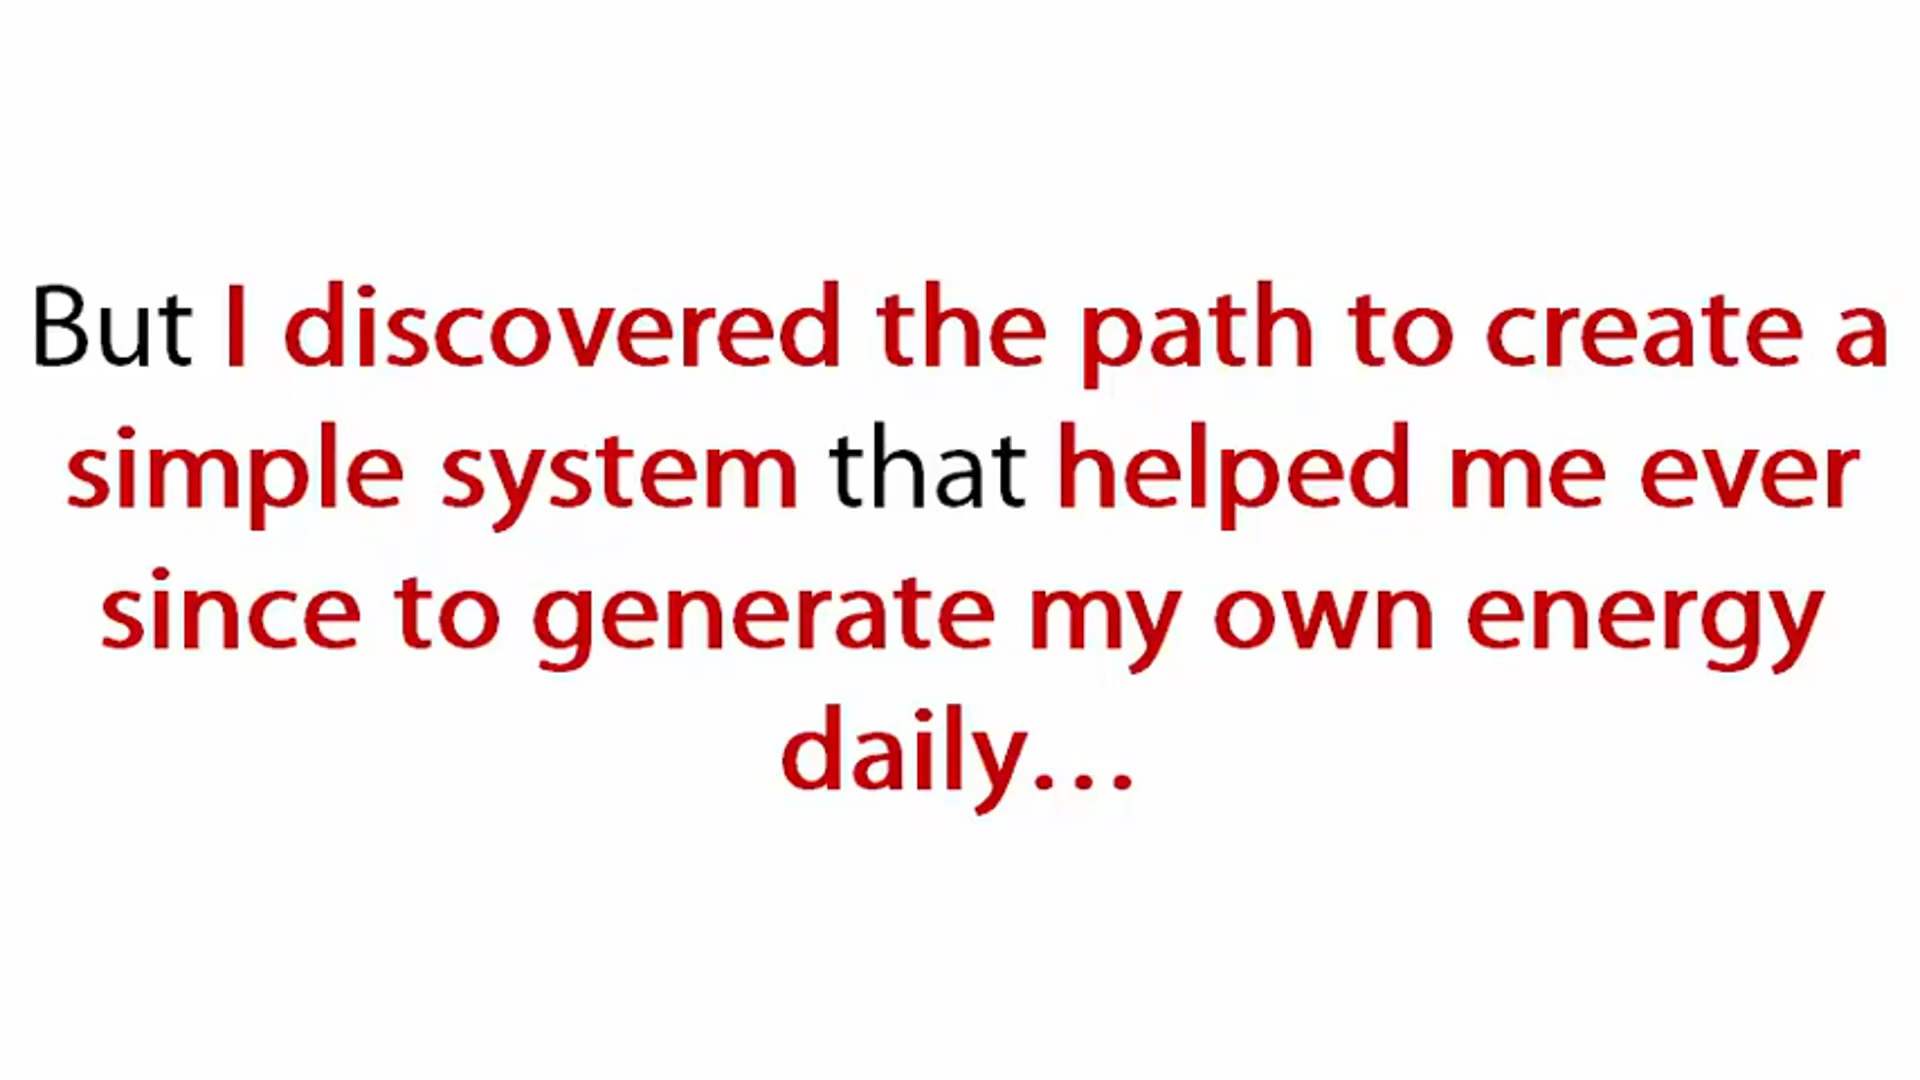 But I discovered the path to create a
simple system that helped me ever
since to generate my own energy
daily...